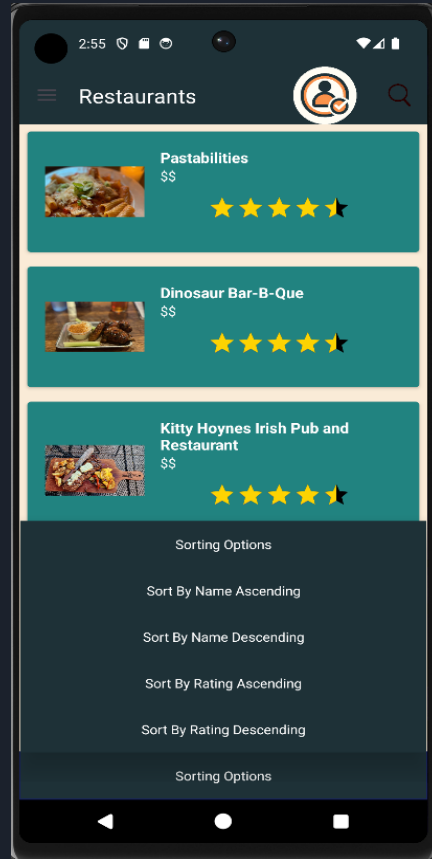 2:55
Restaurants
Pastabilities
$$
Dinosaur Bar-B-Que
$$
Kitty Hoynes Irish Pub and
Restaurant
$$
Sorting Options
Sort By Name Ascending
Sort By Name Descending
Sort By Rating Ascending
Sort By Rating Descending
Sorting Options